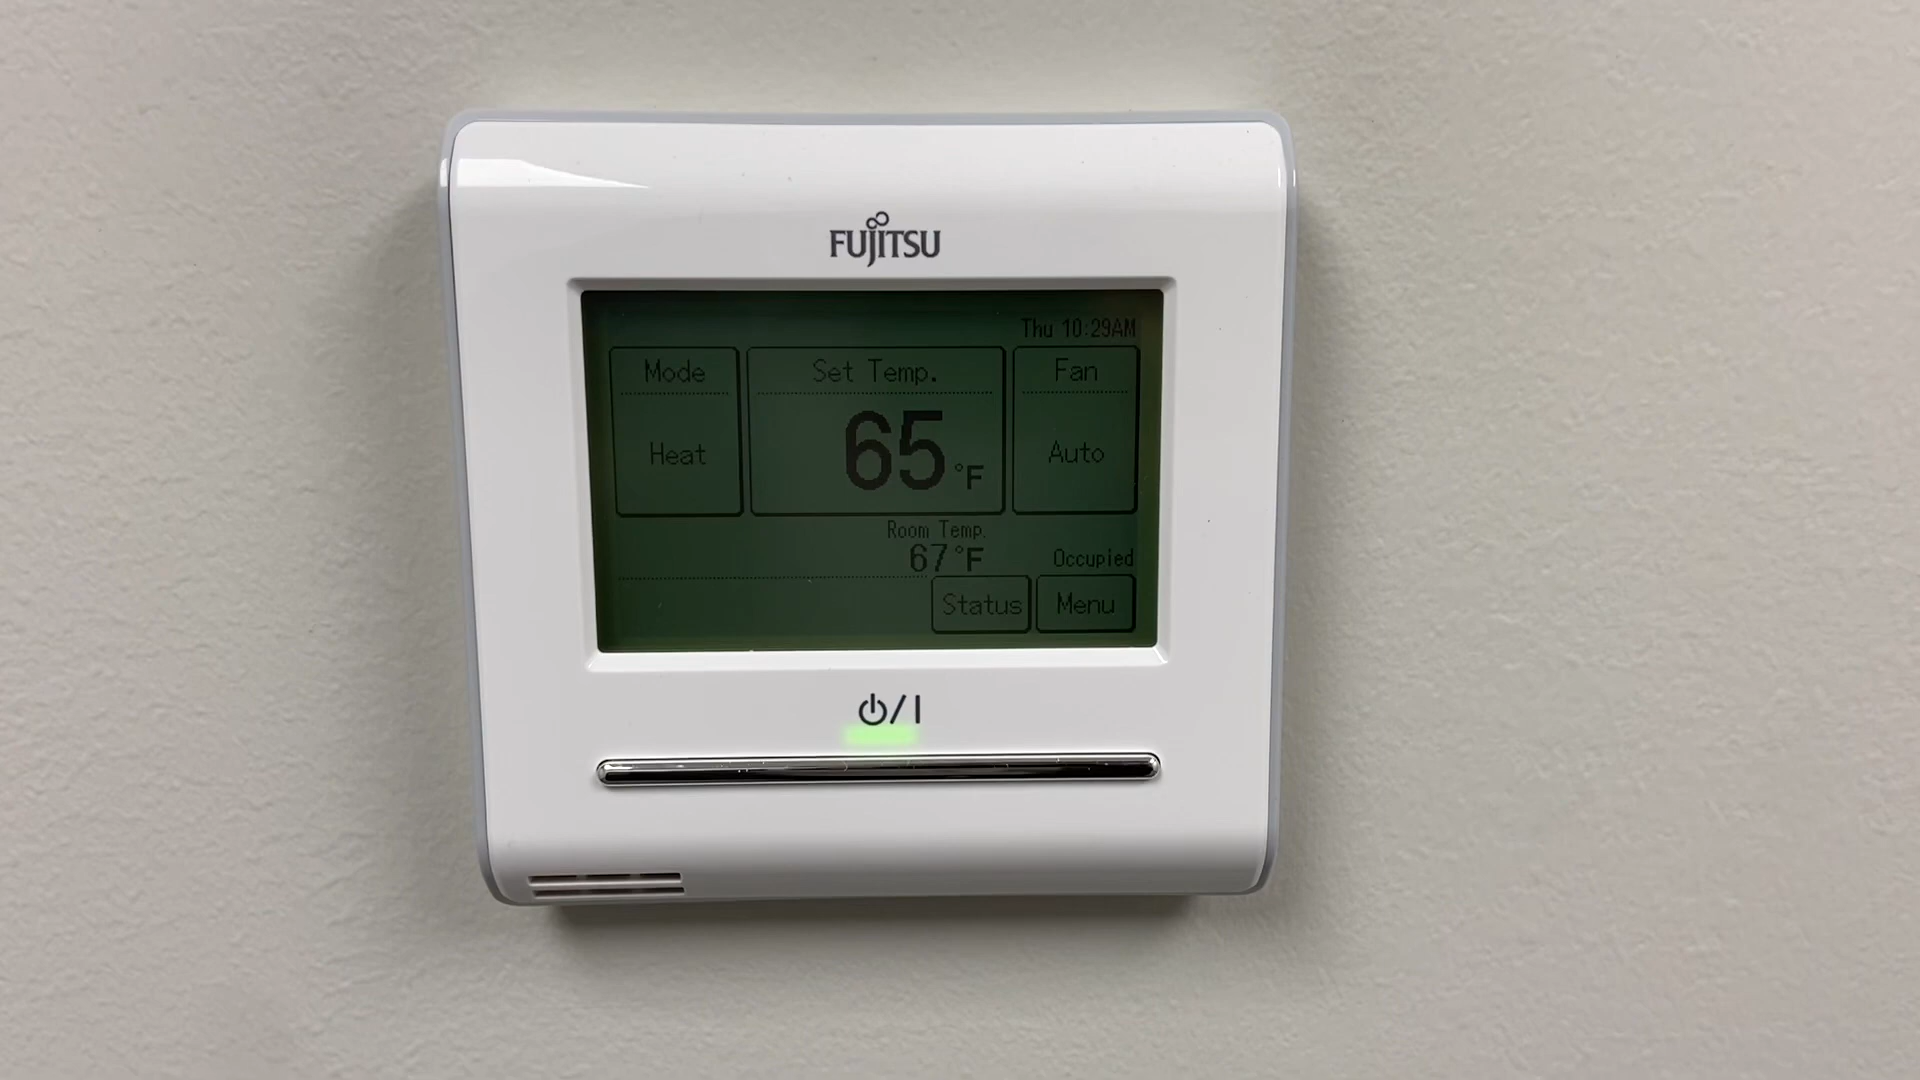 FUJITSU
Thu 10:29AM
Mode
Set Temp.
Fan
Heat
65 °F
Auto
Room Temp.
67 °F
Occupied
Status
Menu